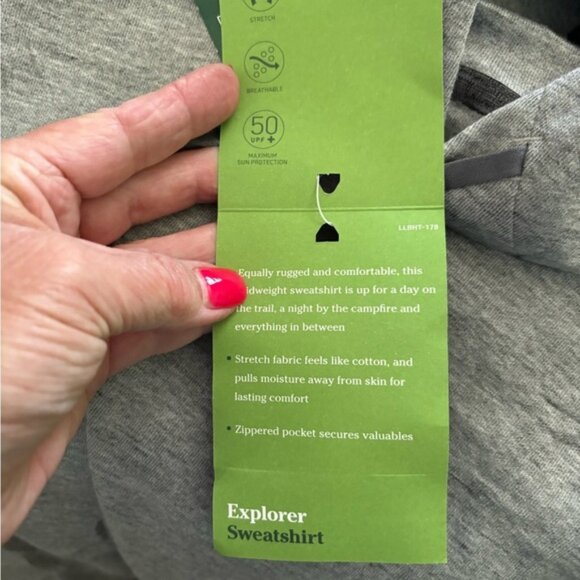 STRETCH
BREATHABLE
50
UPF +
MAXIMUM
SUN PROTECTION
LLBHT-178
Equally rugged and comfortable, this
sweatshirt is up for a day on
the trail, a night by the campfire and
everything in between
• Stretch fabric feels like cotton, and
pulls moisture away from skin for
lasting comfort
• Zippered pocket secures valuables
Explorer
Sweatshirt